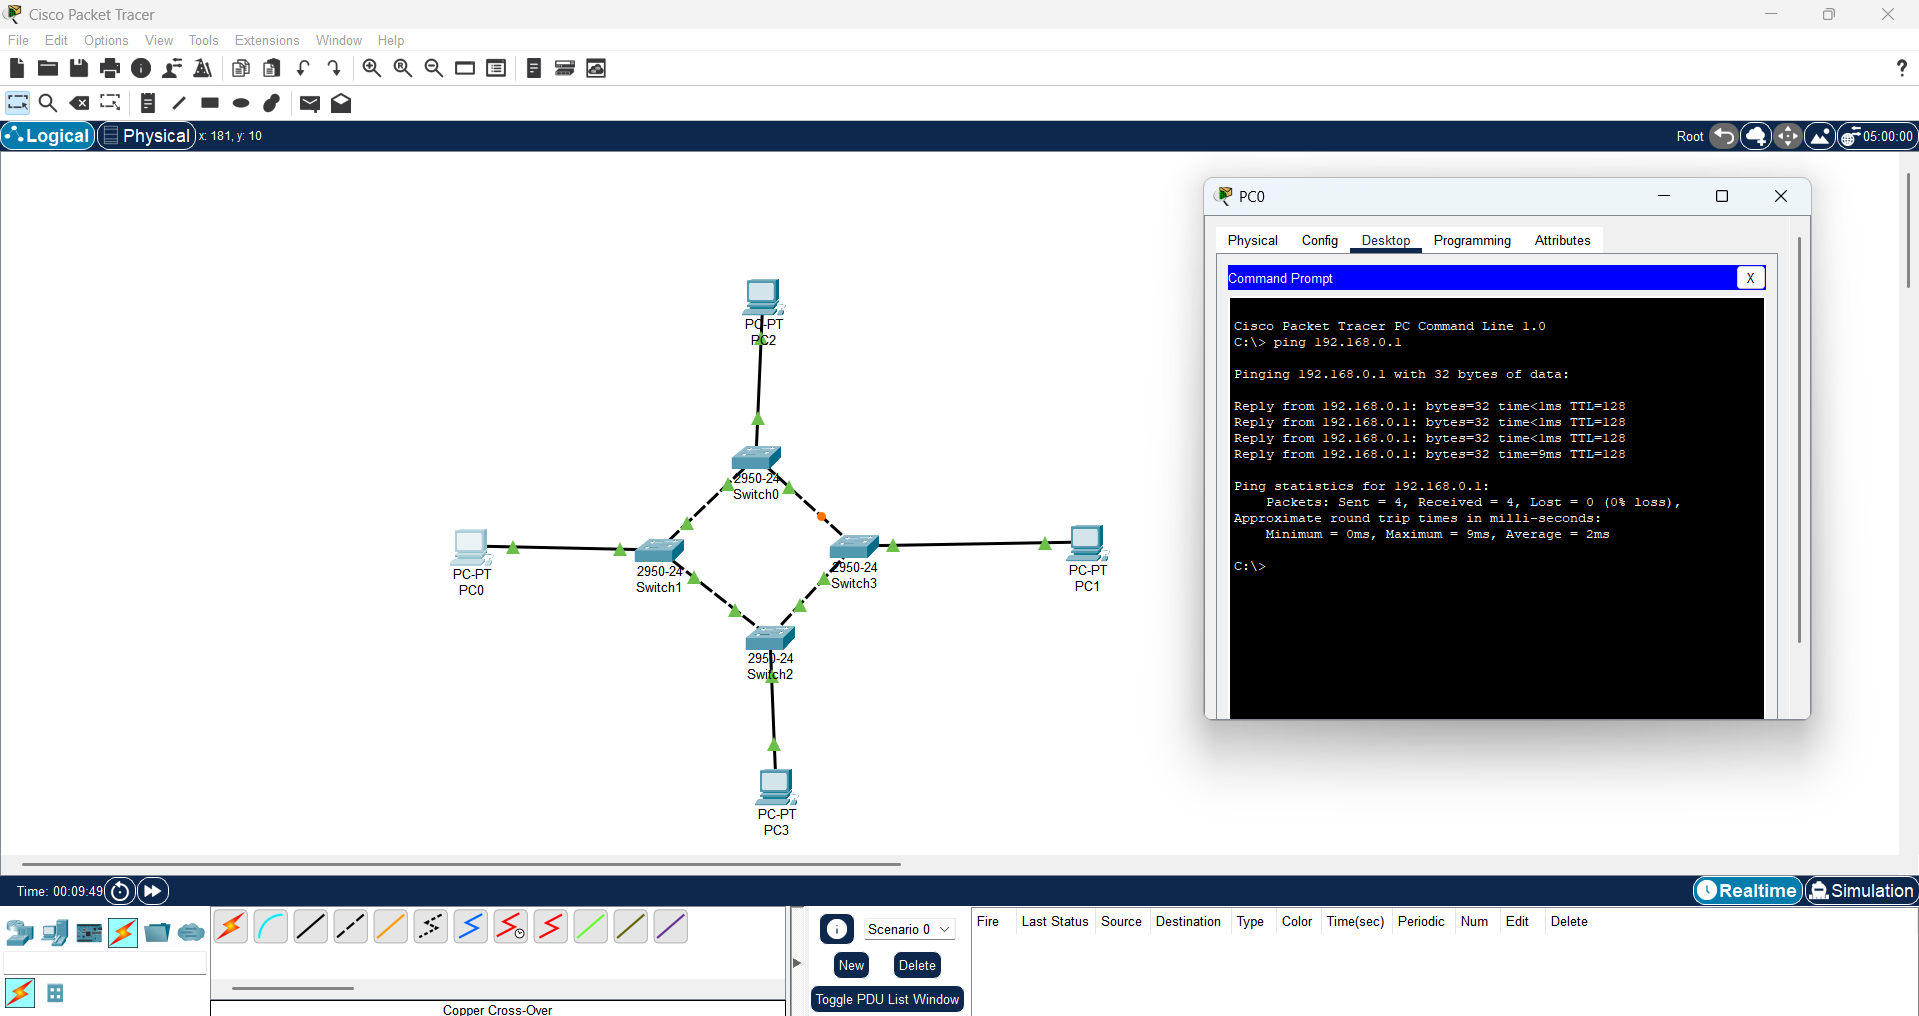 Cisco Packet Tracer
File Edit Options View Tools Extensions Window Help
?
Logical Physical x: 181, y: 10 Root 05:00:00
PC0
Physical Config Desktop Programming Attributes
Command Prompt X
Cisco Packet Tracer PC Command Line 1.0
C:\> ping 192.168.0.1
Pinging 192.168.0.1 with 32 bytes of data:
Reply from 192.168.0.1: bytes=32 time<1ms TTL=128
Reply from 192.168.0.1: bytes=32 time<1ms TTL=128
Reply from 192.168.0.1: bytes=32 time<1ms TTL=128
Reply from 192.168.0.1: bytes=32 time=9ms TTL=128
Ping statistics for 192.168.0.1:
Packets: Sent = 4, Received = 4, Lost = 0 (0% loss),
Approximate round trip times in milli-seconds:
Minimum = 0ms, Maximum = 9ms, Average = 2ms
C:\>
PC-PT
PC2
2950-24
Switch0
PC-PT
PC0
2950-24
Switch1
2950-24
Switch3
PC-PT
PC1
2950-24
Switch2
PC-PT
PC3
Time: 00:09:49 Realtime Simulation
Scenario 0
New Delete
Toggle PDU List Window
Fire Last Status Source Destination Type Color Time(sec) Periodic Num Edit Delete
Copper Cross-Over